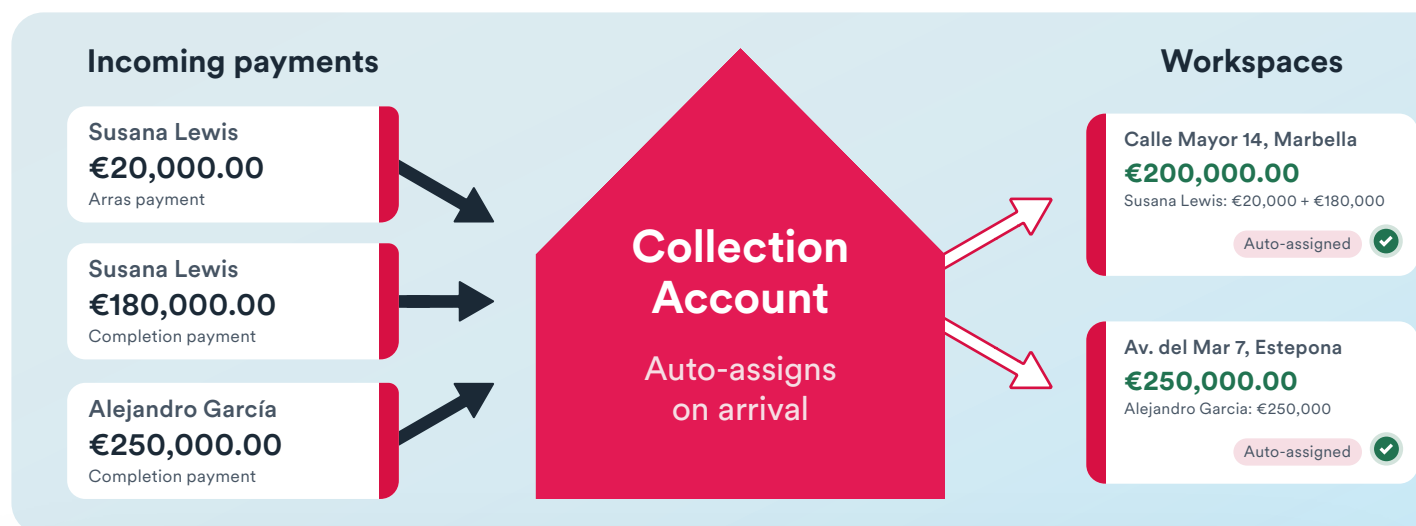 Incoming payments
Susana Lewis
€20,000.00
Arras payment
Susana Lewis
€180,000.00
Completion payment
Alejandro García
€250,000.00
Completion payment
Collection
Account
Auto-assigns
on arrival
Workspaces
Calle Mayor 14, Marbella
€200,000.00
Susana Lewis: €20,000 + €180,000
Auto-assigned
Av. del Mar 7, Estepona
€250,000.00
Alejandro Garcia: €250,000
Auto-assigned